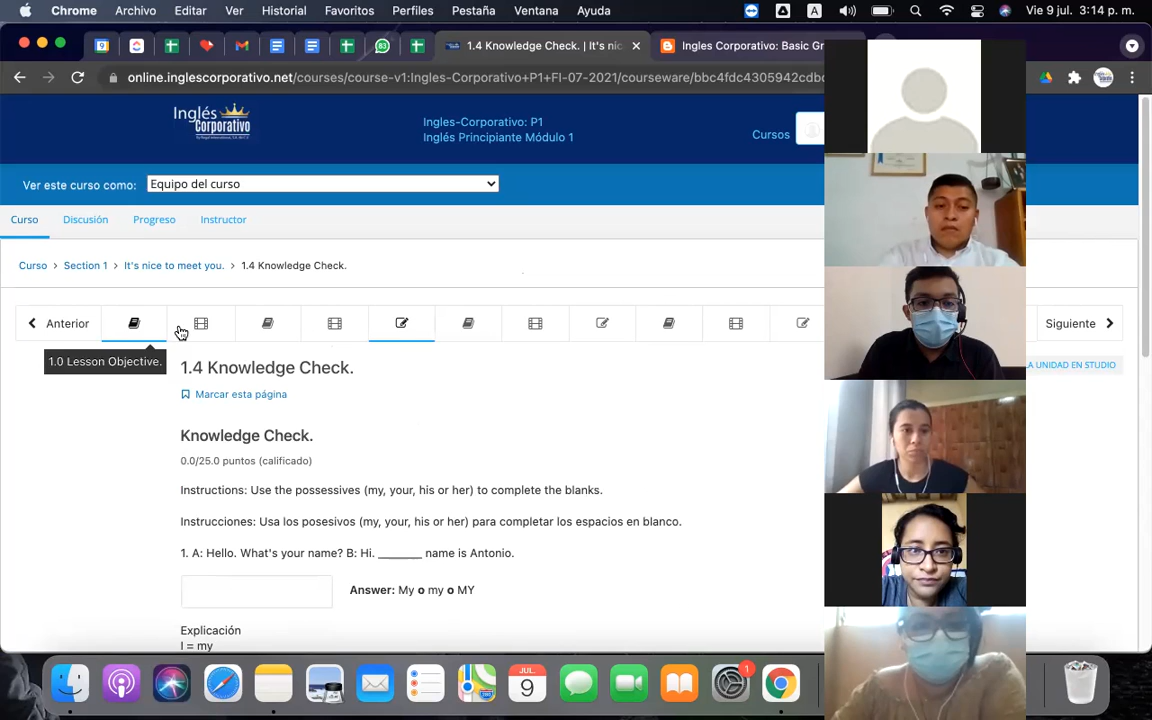 Chrome Archivo Editar Ver Historial Favoritos Perfiles Pestaña Ventana Ayuda A Vie 9 jul. 3:14 p. m.
9 83 1.4 Knowledge Check. | It's nic Ingles Corporativo: Basic Gr
online.inglescorporativo.net/courses/course-v1:Ingles-Corporativo+P1+FI-07-2021/courseware/bbc4fdc4305942cdbc
Inglés
Corporativo
Ingles-Corporativo: P1
Inglés Principiante Módulo 1
Cursos
Ver este curso como: Equipo del curso
Curso Discusión Progreso Instructor
Curso > Section 1 > It's nice to meet you. > 1.4 Knowledge Check.
Anterior Siguiente
1.0 Lesson Objective.
LA UNIDAD EN STUDIO
1.4 Knowledge Check.
Marcar esta página
Knowledge Check.
0.0/25.0 puntos (calificado)
Instructions: Use the possessives (my, your, his or her) to complete the blanks.
Instrucciones: Usa los posesivos (my, your, his or her) para completar los espacios en blanco.
1. A: Hello. What's your name? B: Hi. _______ name is Antonio.
Answer: My o my o MY
Explicación
I = my
JUL.
9
1